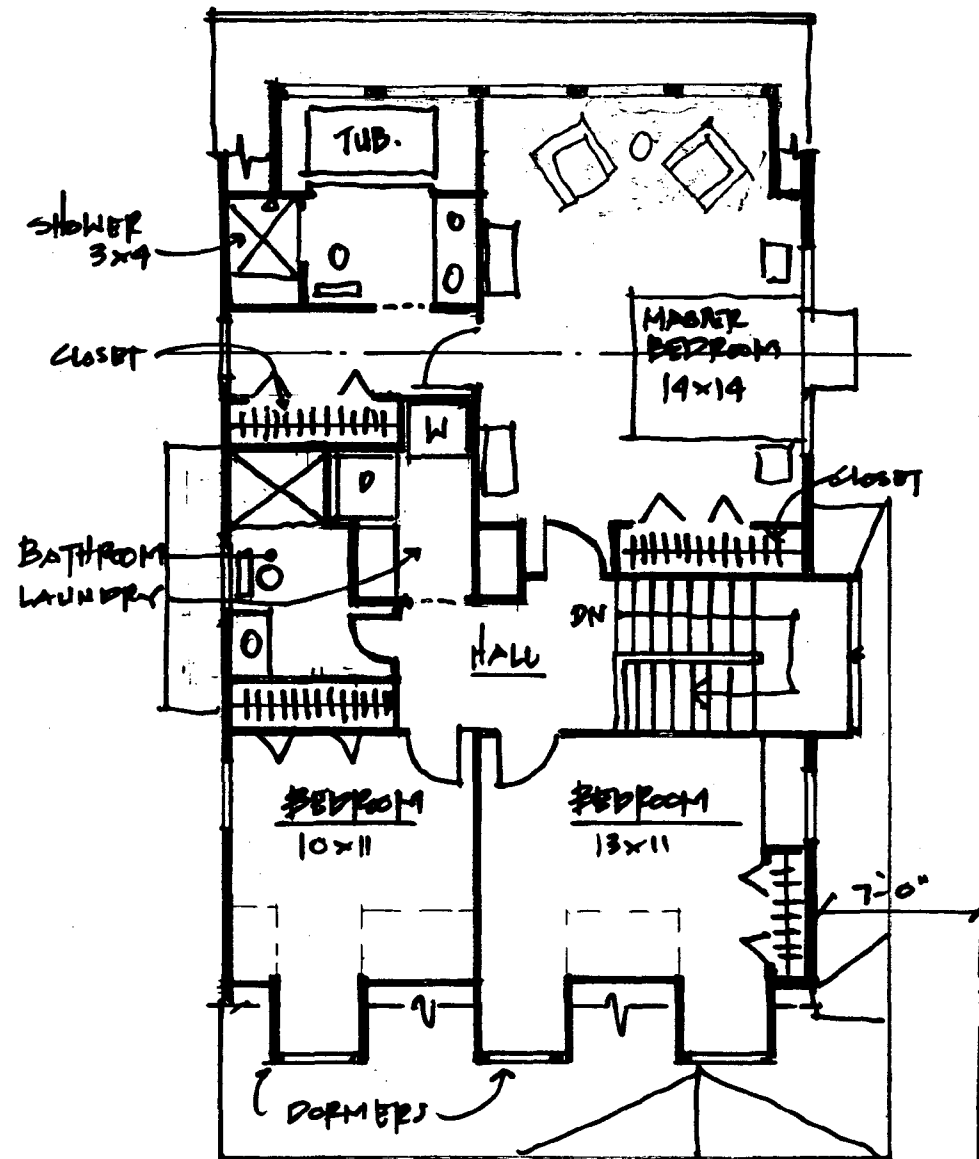 TUB.
SHOWER
3x4
CLOSET
MASTER
BEDROOM
14x14
W
D
CLOSET
BATHROOM
LAUNDRY
DN
HALL
BEDROOM
10x11
BEDROOM
13x11
7'-0"
DORMERS